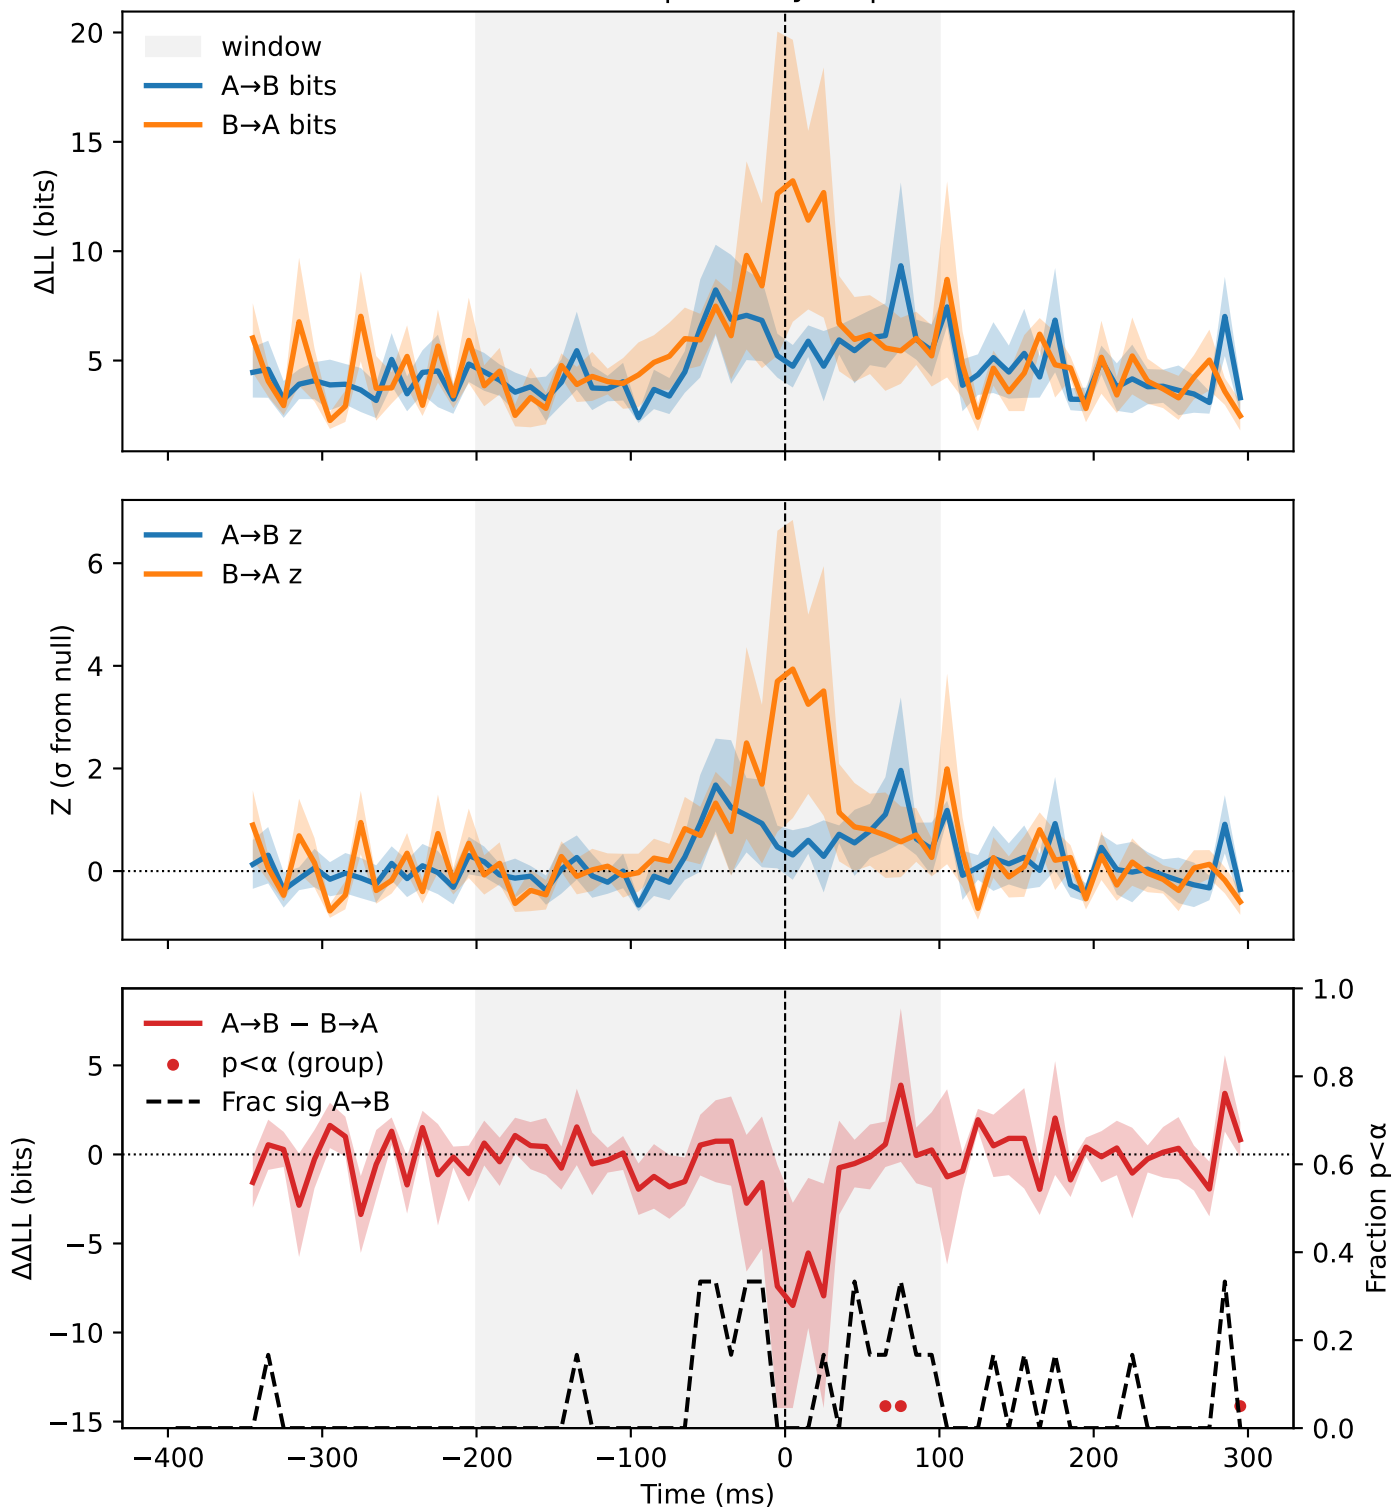 20
15
10
5
ΔLL (bits)
window
A→B bits
B→A bits
6
4
2
0
Z (σ from null)
A→B z
B→A z
5
0
−5
−10
−15
ΔΔLL (bits)
A→B − B→A
p<α (group)
Frac sig A→B
1.0
0.8
0.6
0.4
0.2
0.0
Fraction p<α
−400 −300 −200 −100 0 100 200 300
Time (ms)